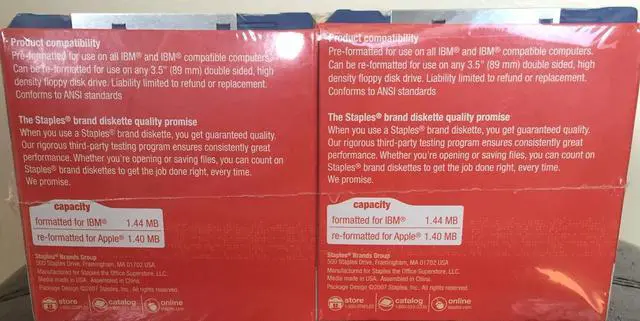 Product compatibility
Pre-formatted for use on all IBM® and IBM® compatible computers.
Can be re-formatted for use on any 3.5" (89 mm) double sided, high
density floppy disk drive. Liability limited to refund or replacement.
Conforms to ANSI standards
The Staples® brand diskette quality promise
When you use a Staples® brand diskette, you get guaranteed quality.
Our rigorous third-party testing program ensures consistently great
performance. Whether you're opening or saving files, you can count on
Staples® brand diskettes to get the job done right, every time.
We promise.
capacity
formatted for IBM® 1.44 MB
re-formatted for Apple® 1.40 MB
Staples® Brands Group
500 Staples Drive, Framingham, MA 01702 USA
Manufactured for Staples the Office Superstore, LLC.
Media made in USA. Assembled in China.
Package Design ©2007 Staples, Inc. All rights reserved.
store catalog online
staples.com
Product compatibility
Pre-formatted for use on all IBM® and IBM® compatible computers.
Can be re-formatted for use on any 3.5" (89 mm) double sided, high
density floppy disk drive. Liability limited to refund or replacement.
Conforms to ANSI standards
The Staples® brand diskette quality promise
When you use a Staples® brand diskette, you get guaranteed quality.
Our rigorous third-party testing program ensures consistently great
performance. Whether you're opening or saving files, you can count on
Staples® brand diskettes to get the job done right, every time.
We promise.
capacity
formatted for IBM® 1.44 MB
re-formatted for Apple® 1.40 MB
Staples® Brands Group
500 Staples Drive, Framingham, MA 01702 USA
Manufactured for Staples the Office Superstore, LLC.
Media made in USA. Assembled in China.
Package Design ©2007 Staples, Inc. All rights reserved.
store catalog online
staples.com